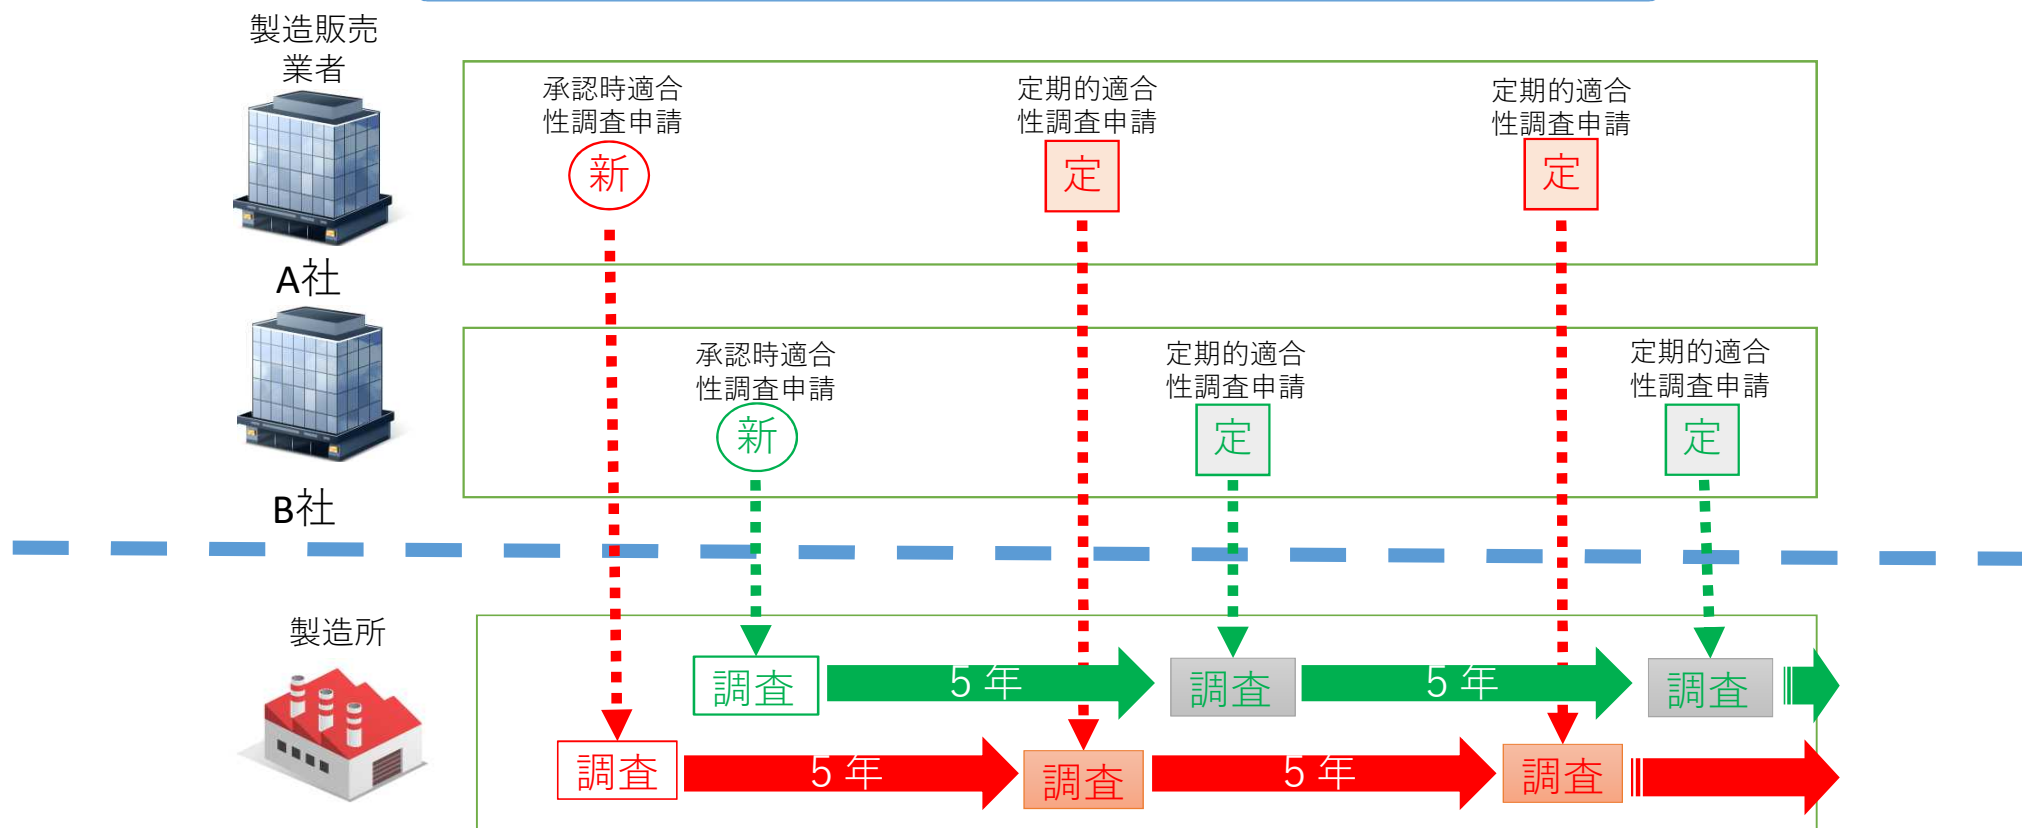 製造販売
業者
承認時適合
性調査申請
定期的適合
性調査申請
定期的適合
性調査申請
新
定
定
A社
承認時適合
性調査申請
定期的適合
性調査申請
定期的適合
性調査申請
新
定
定
B社
製造所
調査
5年
調査
5年
調査
調査
5年
調査
5年
調査